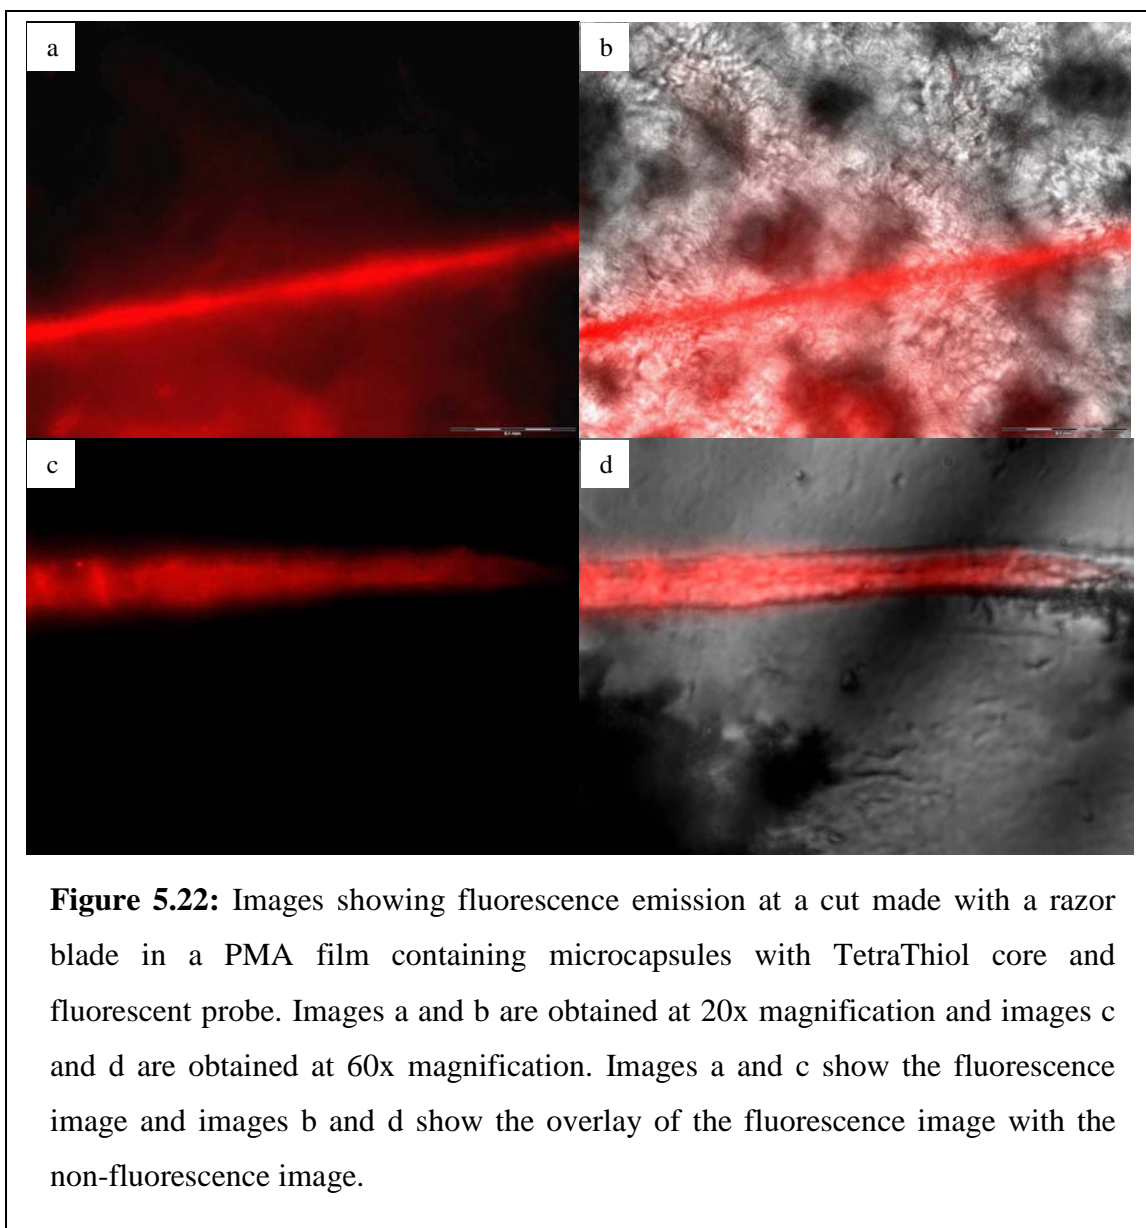 a
b
c
d
Figure 5.22: Images showing fluorescence emission at a cut made with a razor
blade in a PMA film containing microcapsules with TetraThiol core and
fluorescent probe. Images a and b are obtained at 20x magnification and images c
and d are obtained at 60x magnification. Images a and c show the fluorescence
image and images b and d show the overlay of the fluorescence image with the
non-fluorescence image.